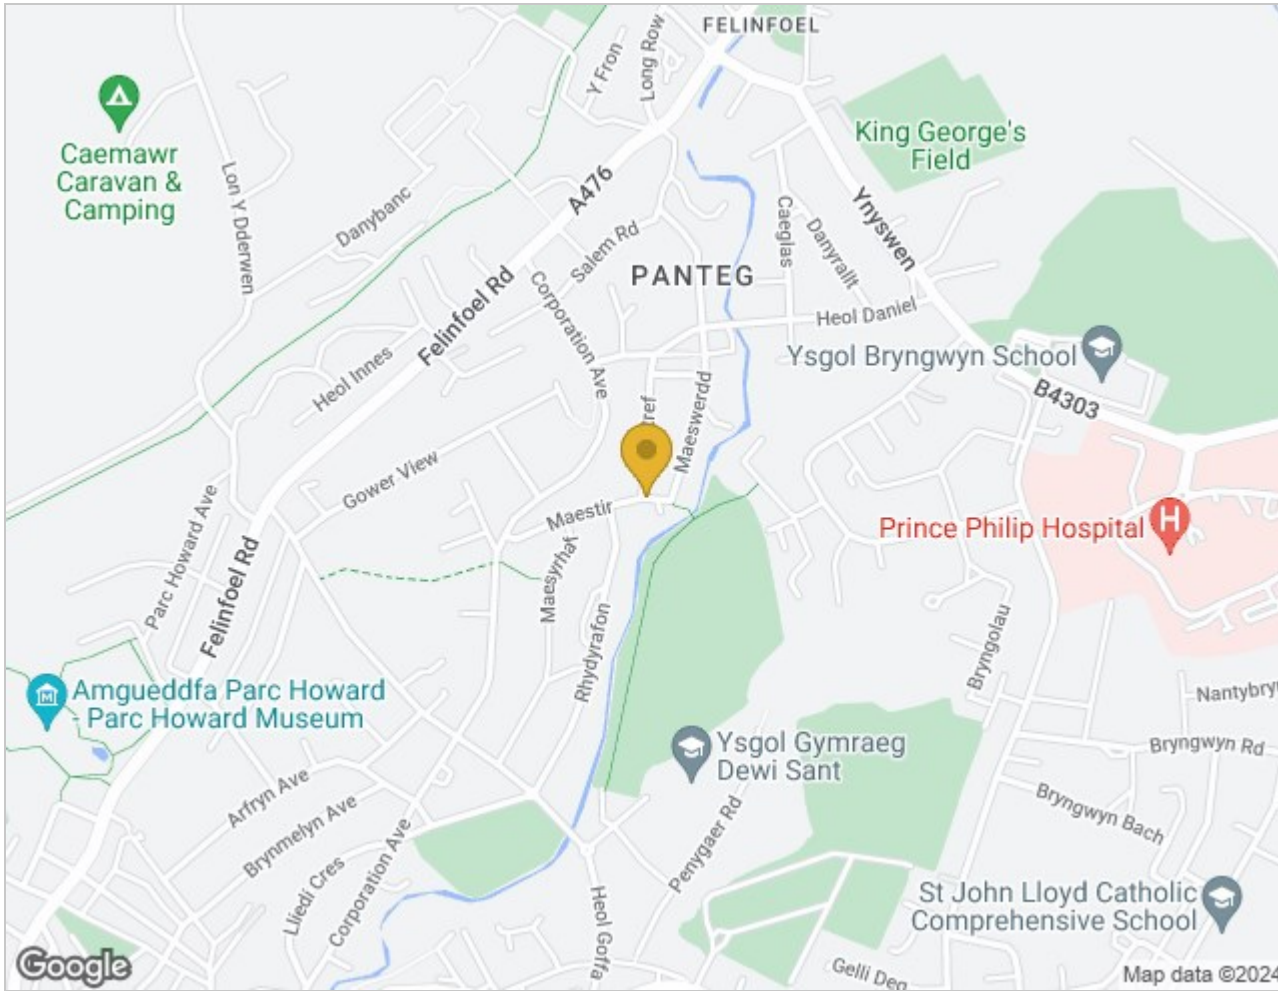 FELINFOEL
Y Fron
Long Row
Caemawr
Caravan &
Camping
King George's
Field
Lon Y Dderwen
Danybanc
A476
Salem Rd
PANTEG
Caeglas
Danyrallt
Ynyswen
Heol Daniel
Corporation Ave
Felinfoel Rd
Heol Innes
Ysgol Bryngwyn School
B4303
Maeswerdd
Gower View
Maestir
Prince Philip Hospital
H
Parc Howard Ave
Felinfoel Rd
Maesyrhaf
Rhydyrafon
Bryngolau
Amgueddfa Parc Howard
- Parc Howard Museum
M
Nantybryn
Ysgol Gymraeg
Dewi Sant
Bryngwyn Rd
Arfryn Ave
Brynmelyn Ave
Bryngwyn Bach
Penygaer Rd
Lliedi Cres
Corporation Ave
Heol Goffa
St John Lloyd Catholic
Comprehensive School
Gelli Deg
Google
Map data ©2024